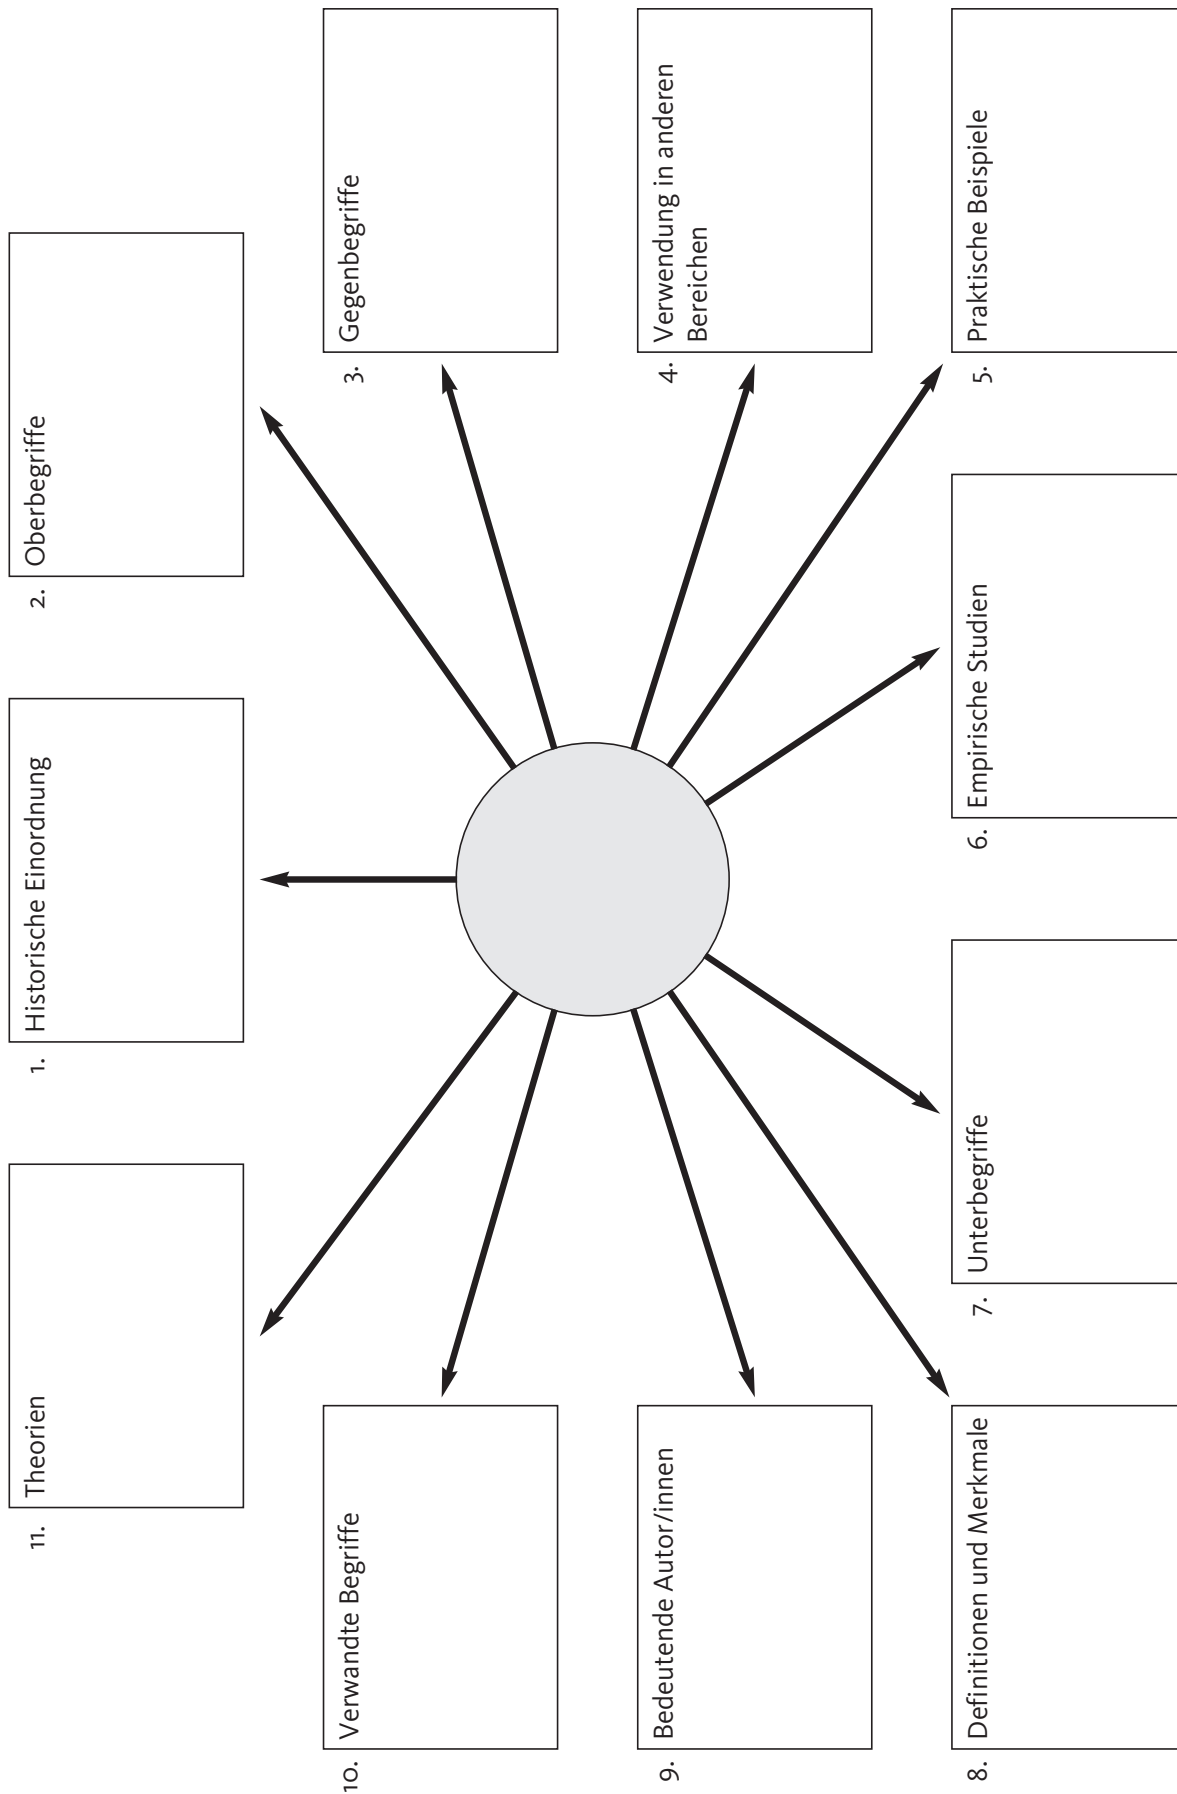 1. Historische Einordnung
2. Oberbegriffe
3. Gegenbegriffe
4. Verwendung in anderen
Bereichen
5. Praktische Beispiele
6. Empirische Studien
7. Unterbegriffe
8. Definitionen und Merkmale
9. Bedeutende Autor/innen
10. Verwandte Begriffe
11. Theorien